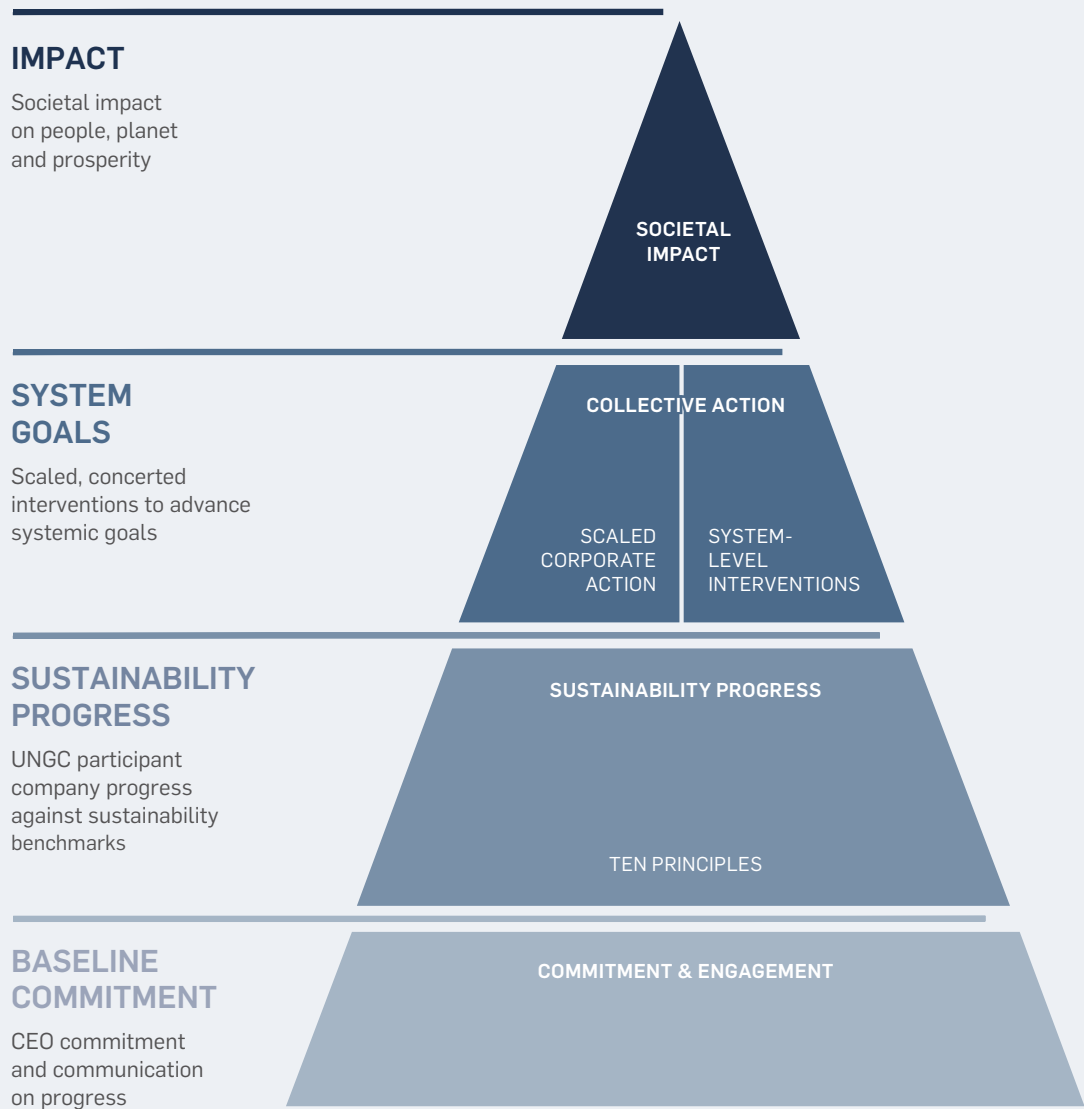 IMPACT
Societal impact
on people, planet
and prosperity
SOCIETAL
IMPACT
SYSTEM
GOALS
Scaled, concerted
interventions to advance
systemic goals
COLLECTIVE ACTION
SCALED
CORPORATE
ACTION
SYSTEM-
LEVEL
INTERVENTIONS
SUSTAINABILITY
PROGRESS
UNGC participant
company progress
against sustainability
benchmarks
SUSTAINABILITY PROGRESS
TEN PRINCIPLES
BASELINE
COMMITMENT
CEO commitment
and communication
on progress
COMMITMENT & ENGAGEMENT